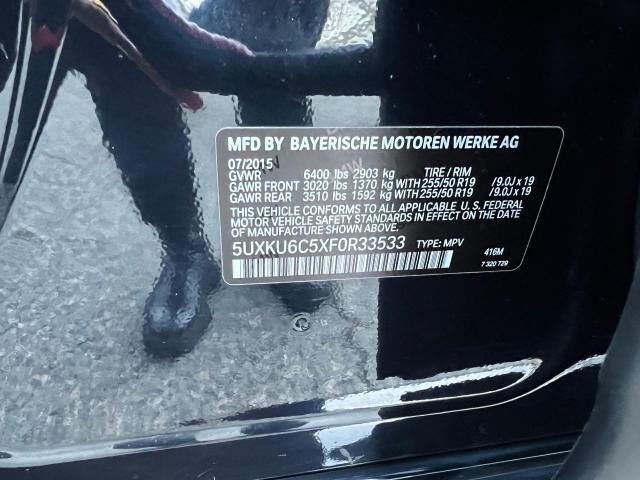 MFD BY BAYERISCHE MOTOREN WERKE AG
07/2015
GVWR 6400 lbs 2903 kg TIRE / RIM
GAWR FRONT 3020 lbs 1370 kg WITH 255/50 R19 /9.0J x 19
GAWR REAR 3510 lbs 1592 kg WITH 255/50 R19 /9.0J x 19
THIS VEHICLE CONFORMS TO ALL APPLICABLE U. S. FEDERAL
MOTOR VEHICLE SAFETY STANDARDS IN EFFECT ON THE
DATE OF MANUFACTURE SHOWN ABOVE.
5UXKU6C5XF0R33533 TYPE: MPV 416M
7 320 729